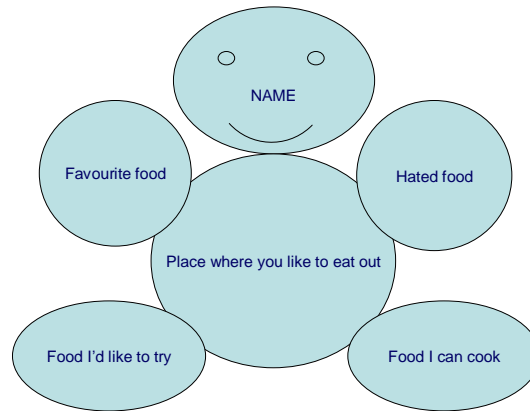 NAME
Favourite food
Hated food
Place where you like to eat out
Food I’d like to try
Food I can cook